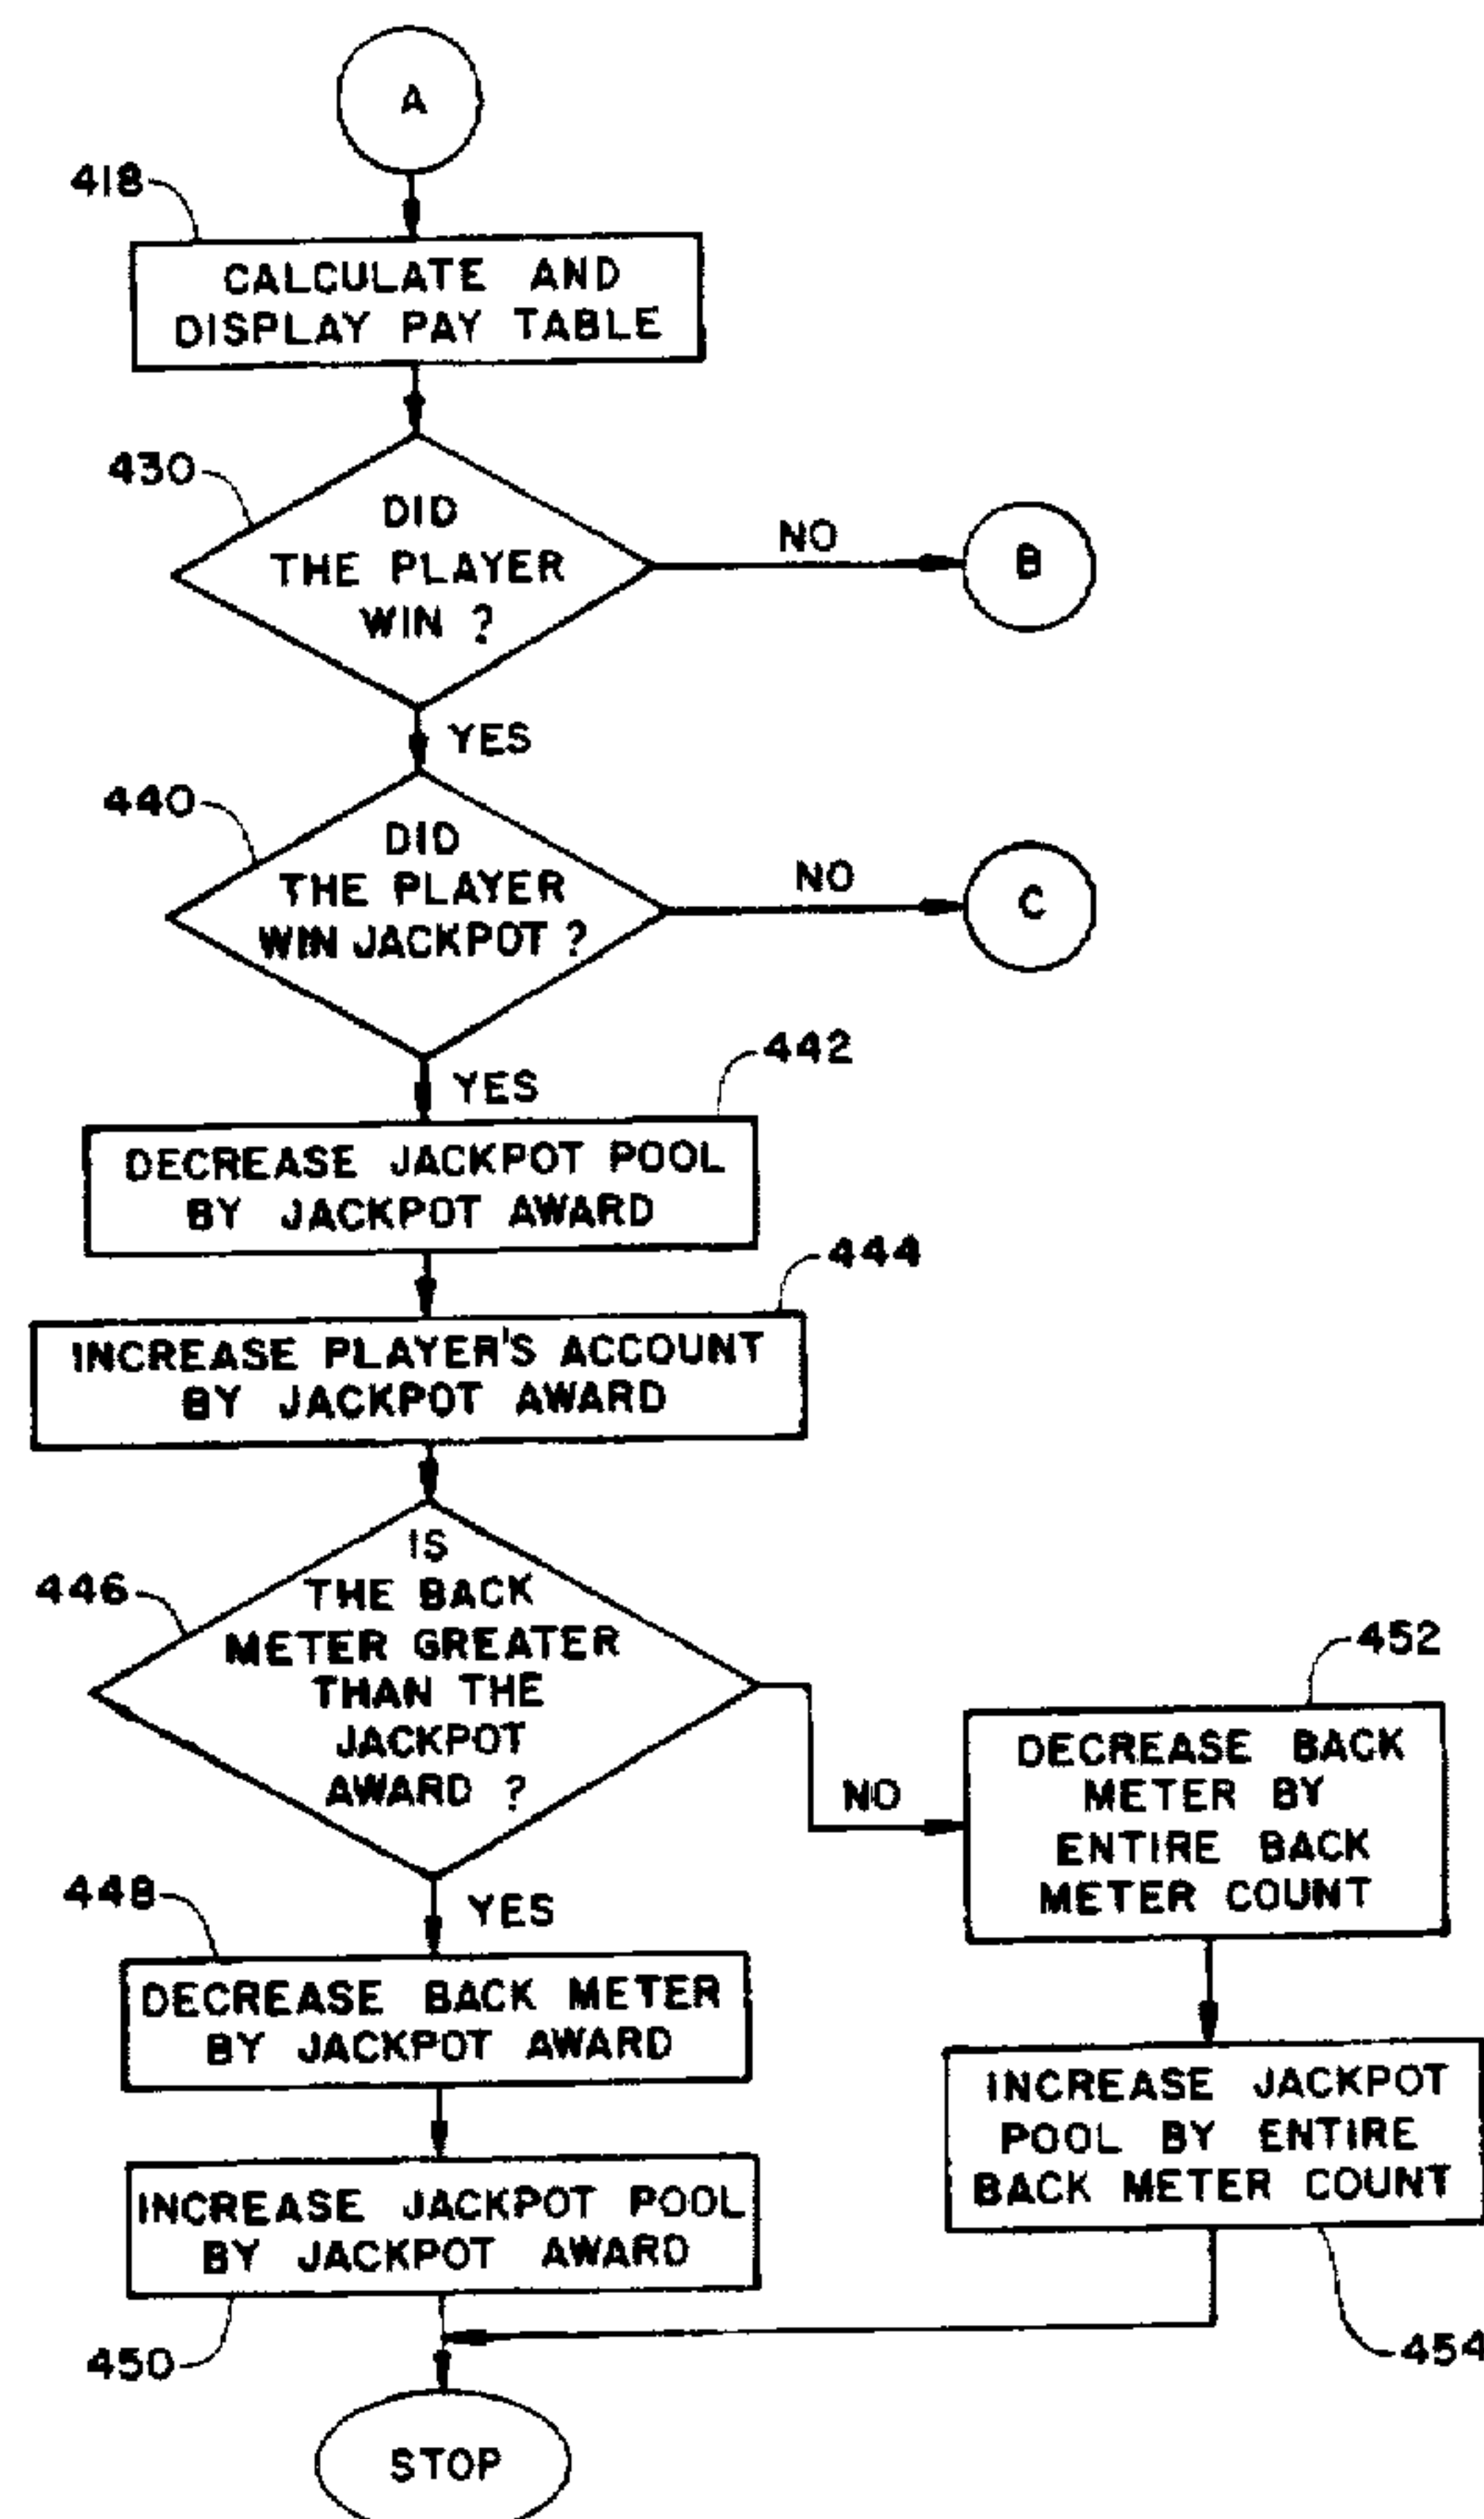 A
418
CALCULATE AND
DISPLAY PAY TABLE
430
DID
THE PLAYER
WIN ?
NO
B
YES
440
DID
THE PLAYER
WIN JACKPOT ?
NO
C
YES
442
DECREASE JACKPOT POOL
BY JACKPOT AWARD
444
INCREASE PLAYER'S ACCOUNT
BY JACKPOT AWARD
446
IS
THE BACK
METER GREATER
THAN THE
JACKPOT
AWARD ?
NO
452
DECREASE BACK
METER BY
ENTIRE BACK
METER COUNT
YES
448
DECREASE BACK METER
BY JACKPOT AWARD
INCREASE JACKPOT
POOL BY ENTIRE
BACK METER COUNT
454
INCREASE JACKPOT POOL
BY JACKPOT AWARD
450
STOP